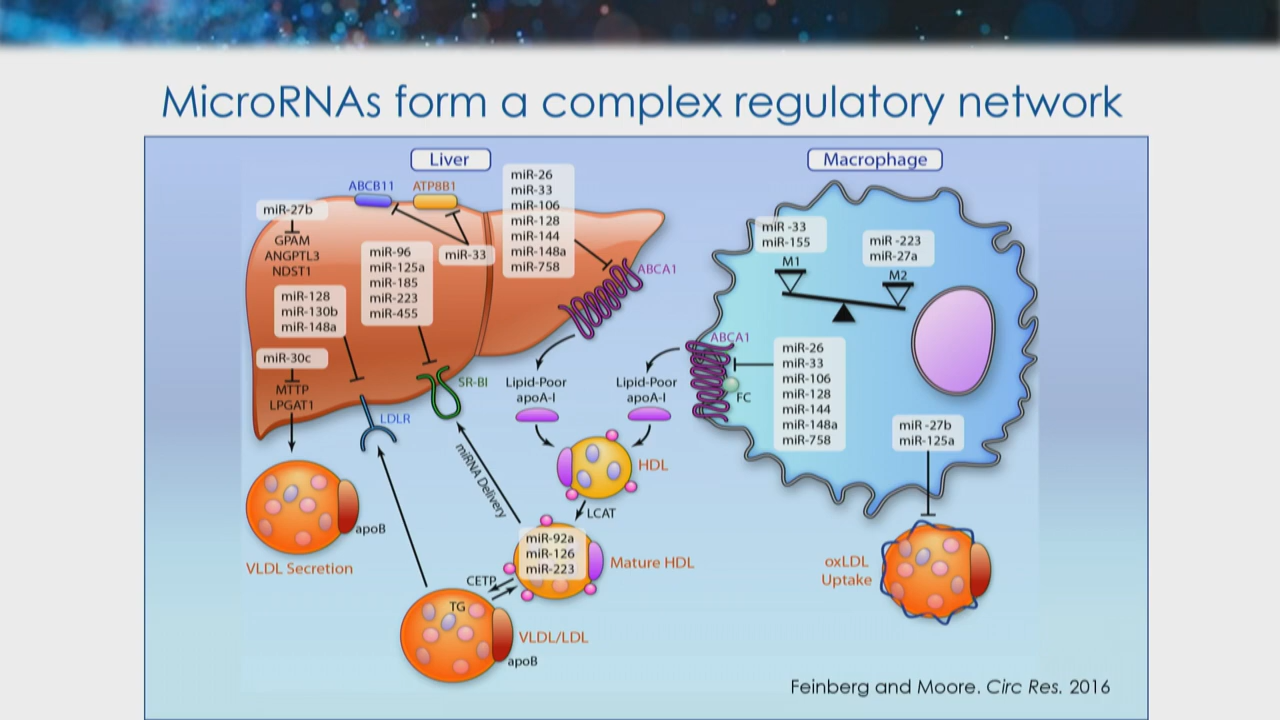 MicroRNAs form a complex regulatory network
Liver
Macrophage
ABCB11
ATP8B1
miR-27b
GPAM
ANGPTL3
NDST1
miR-128
miR-130b
miR-148a
miR-30c
MTTP
LPGAT1
miR-96
miR-125a
miR-185
miR-223
miR-455
miR-33
miR-26
miR-33
miR-106
miR-128
miR-144
miR-148a
miR-758
ABCA1
SR-BI
LDLR
Lipid-Poor
apoA-I
Lipid-Poor
apoA-I
HDL
LCAT
miRNA Delivery
miR-92a
miR-126
miR-223
Mature HDL
CETP
TG
VLDL/LDL
apoB
apoB
VLDL Secretion
miR -33
miR-155
M1
miR -223
miR-27a
M2
ABCA1
FC
miR-26
miR-33
miR-106
miR-128
miR-144
miR-148a
miR-758
miR -27b
miR-125a
oxLDL
Uptake
Feinberg and Moore. Circ Res. 2016